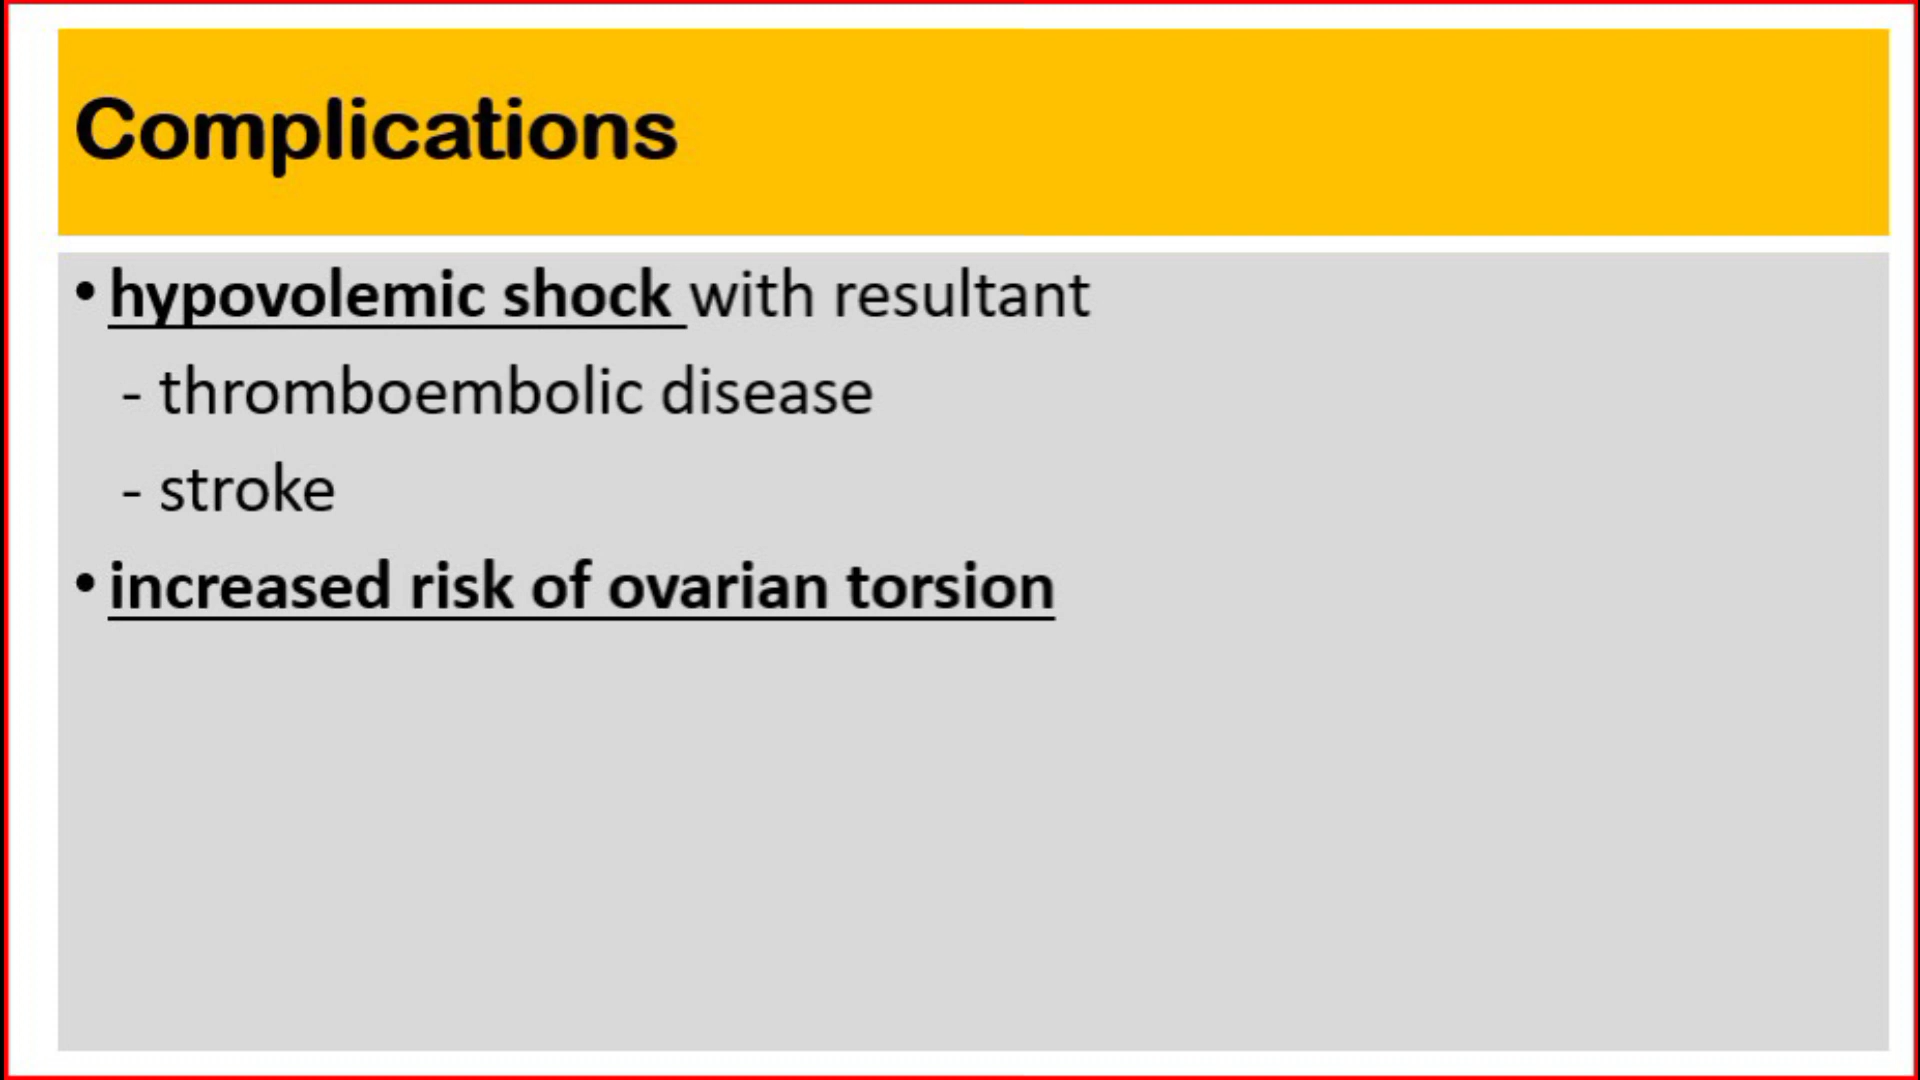 Complications
• hypovolemic shock with resultant
- thromboembolic disease
- stroke
• increased risk of ovarian torsion